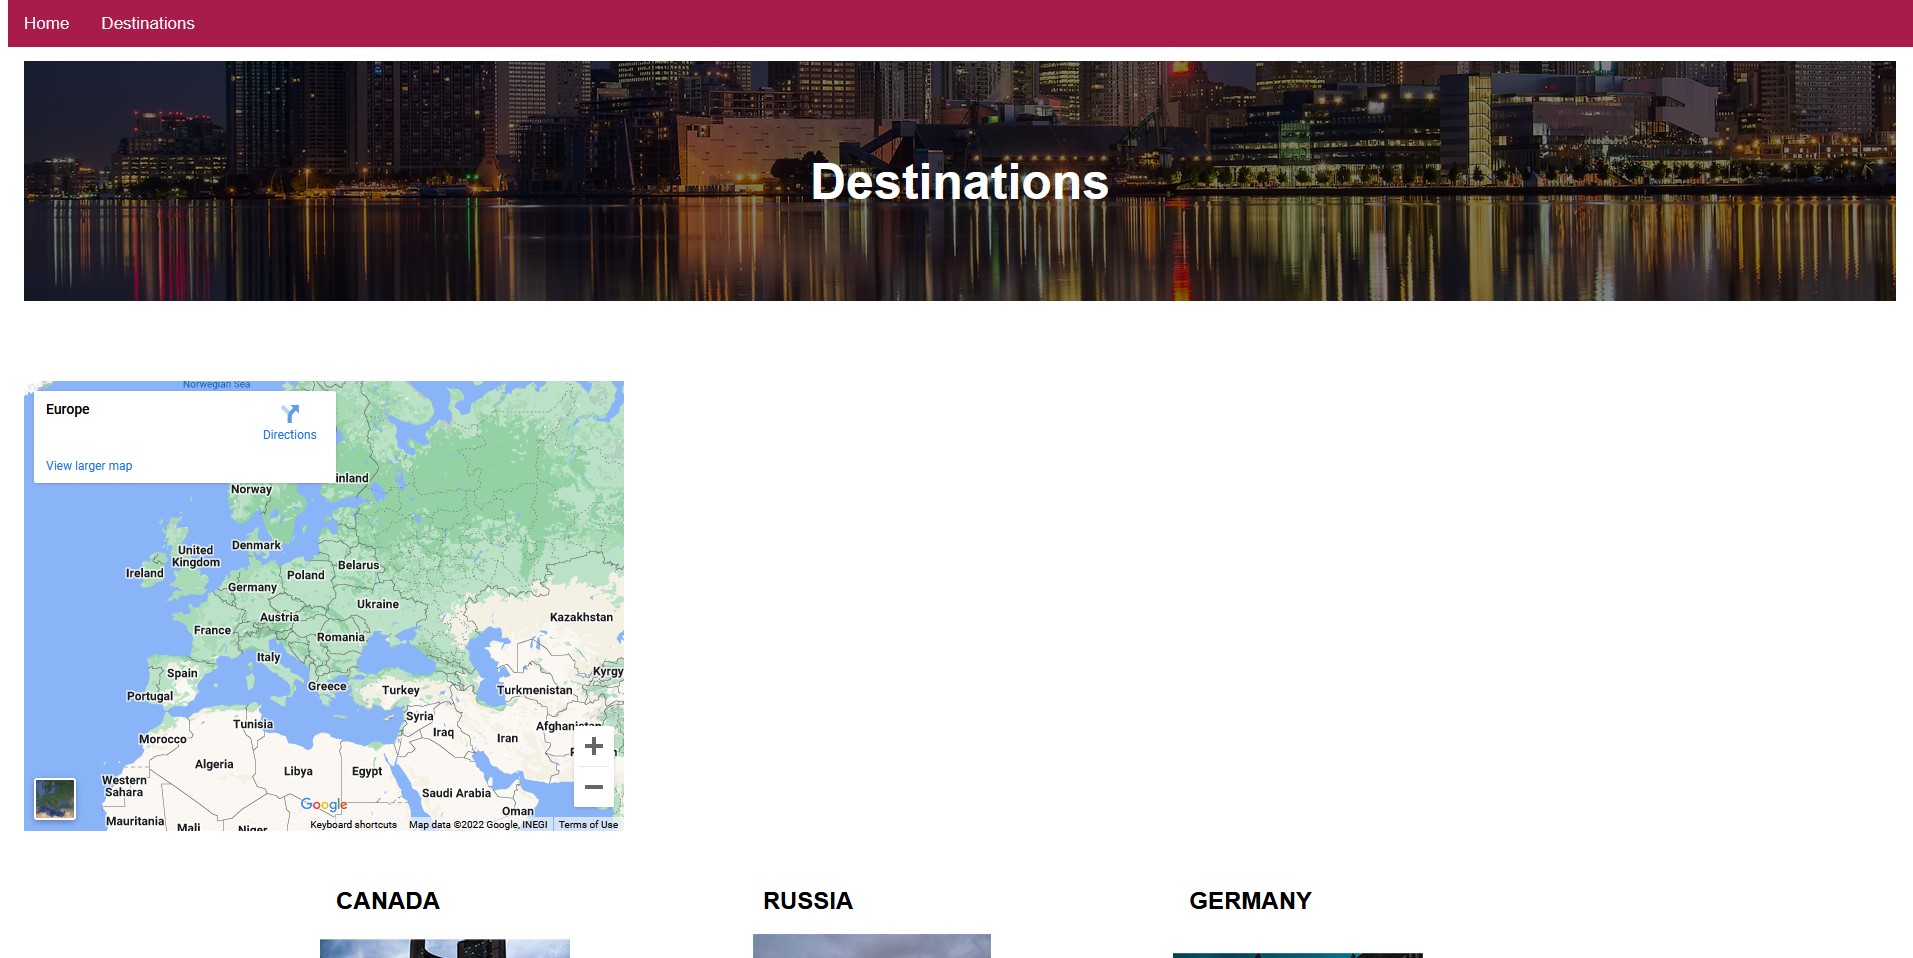 Home Destinations
Destinations
Norwegian Sea
Europe
Directions
View larger map
inland
Norway
United
Kingdom
Denmark
Ireland
Belarus
Poland
Germany
Ukraine
Austria
Kazakhstan
France
Romania
Italy
Spain
Kyrgy
Greece
Turkey
Turkmenistan
Portugal
Syria
Tunisia
Afghanistan
Iraq
Iran
Morocco
Algeria
Libya
Egypt
Western
Sahara
Saudi Arabia
Google
Oman
Mauritania
Mali
Niger
Keyboard shortcuts Map data ©2022 Google, INEGI Terms of Use
CANADA RUSSIA GERMANY